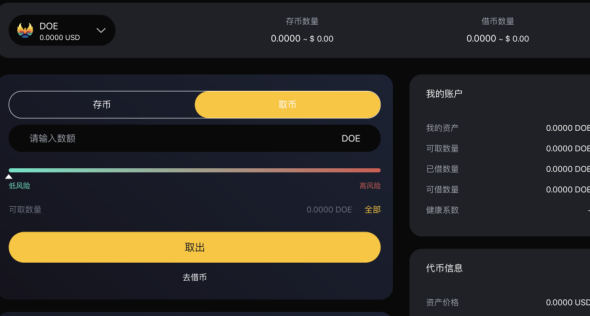 DOE
0.0000 USD
存币数量
0.0000 ~ $ 0.00
借币数量
0.0000 ~ $ 0.00
存币
取币
请输入数额
DOE
低风险
高风险
可取数量
0.0000 DOE
全部
取出
去借币
我的账户
我的资产
0.0000 DOE
可取数量
0.0000 DOE
已借数量
0.0000 DOE
可借数量
0.0000 DOE
健康系数
-
代币信息
资产价格
0.0000 USD